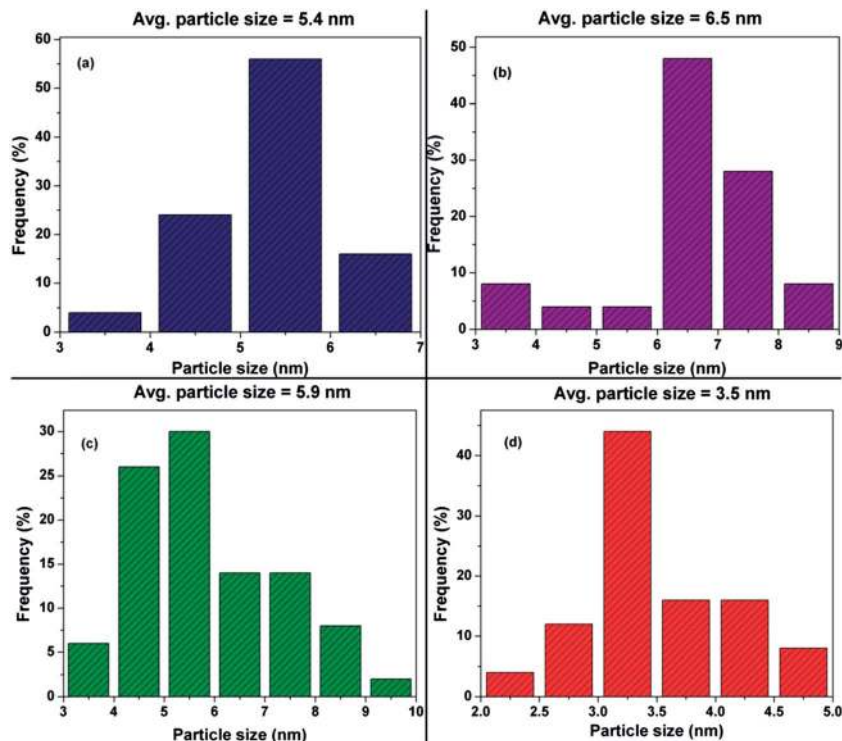 Avg. particle size = 5.4 nm
(a)
Frequency (%)
60
50
40
30
20
10
0
3 4 5 6 7
Particle size (nm)
Avg. particle size = 6.5 nm
(b)
Frequency (%)
50
40
30
20
10
0
3 4 5 6 7 8 9
Particle size (nm)
Avg. particle size = 5.9 nm
(c)
Frequency (%)
30
25
20
15
10
5
0
3 4 5 6 7 8 9 10
Particle size (nm)
Avg. particle size = 3.5 nm
(d)
Frequency (%)
40
30
20
10
0
2.0 2.5 3.0 3.5 4.0 4.5 5.0
Particle size (nm)